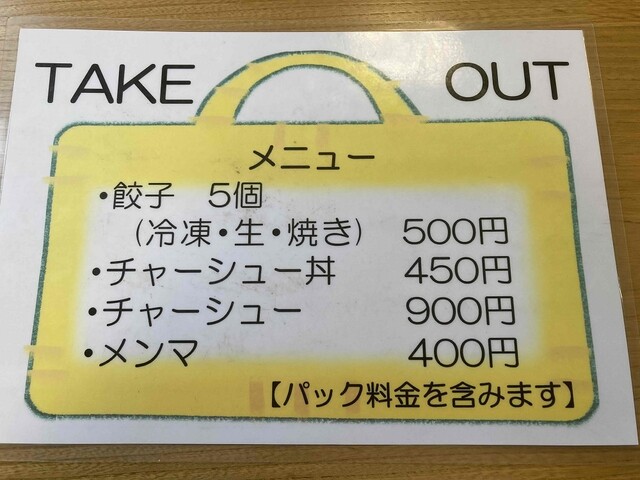 TAKE OUT
メニュー
・餃子 5個
(冷凍・生・焼き) 500円
・チャーシュー丼 450円
・チャーシュー 900円
・メンマ 400円
【パック料金を含みます】